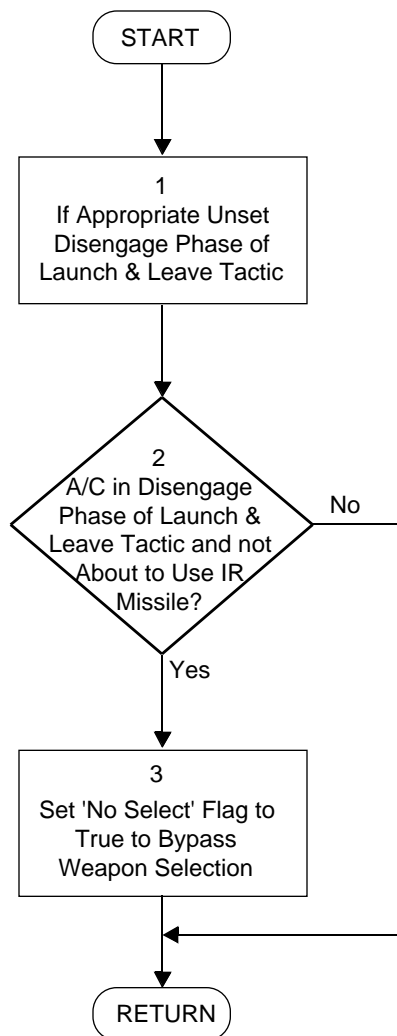 START
1
If Appropriate Unset
Disengage Phase of
Launch & Leave Tactic
2
A/C in Disengage
Phase of Launch &
Leave Tactic and not
About to Use IR
Missile?
No
Yes
3
Set 'No Select' Flag to
True to Bypass
Weapon Selection
RETURN